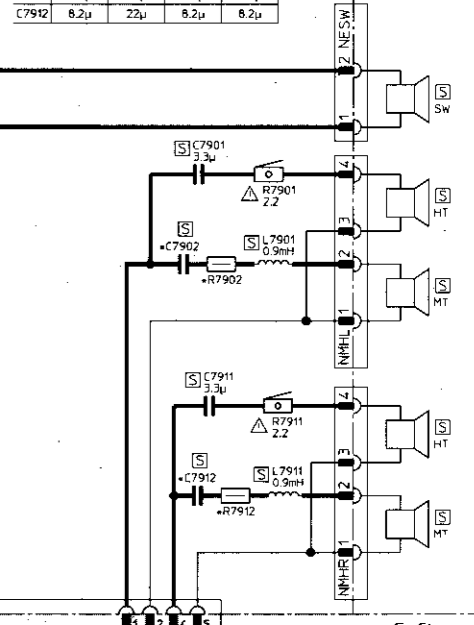 C7912 8.2µ 22µ 8.2µ 8.2µ
NESW
2
1
S
SW
S C7901
3.3µ
R7901
2.2
4
S
HT
3
S
*C7902
S L7901
0.9mH
*R7902
2
S
MT
1
NMHL
S C7911
3.3µ
R7911
2.2
4
S
HT
3
S
*C7912
S L7911
0.9mH
*R7912
2
S
MT
1
NMHR
1 2